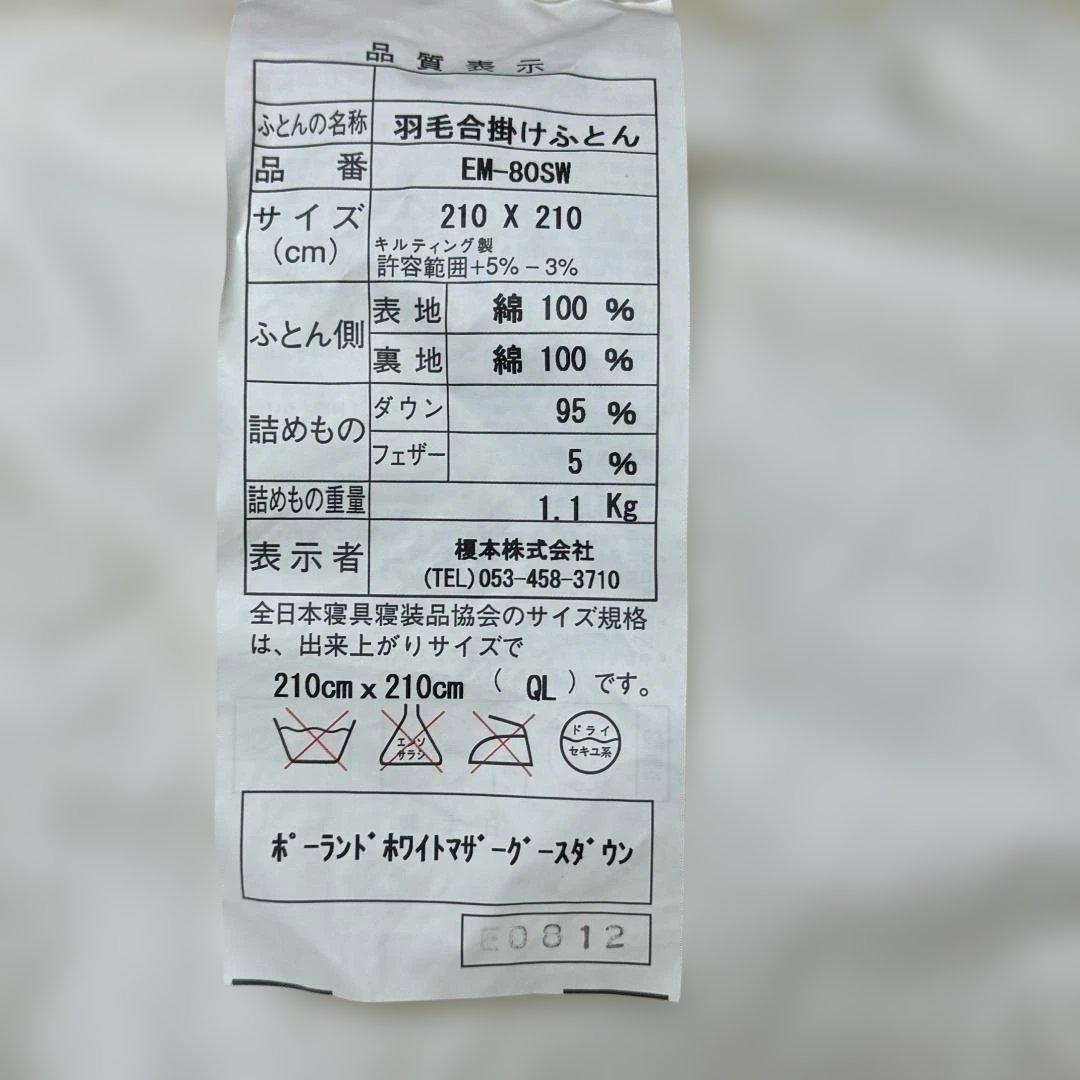 品質表示
ふとんの名称 羽毛合掛けふとん
品番 EM-80SW
サイズ(cm) 210 X 210
キルティング製
許容範囲+5%-3%
ふとん側 表地 綿 100 %
裏地 綿 100 %
詰めもの ダウン 95 %
フェザー 5 %
詰めもの重量 1.1 Kg
表示者 榎本株式会社
(TEL)053-458-3710
全日本寝具寝装品協会のサイズ規格
は、出来上がりサイズで
210cm x 210cm ( QL ) です。
エンソ
サラシ
ドライ
セキユ系
ポーランドホワイトマザーグースダウン
E0812